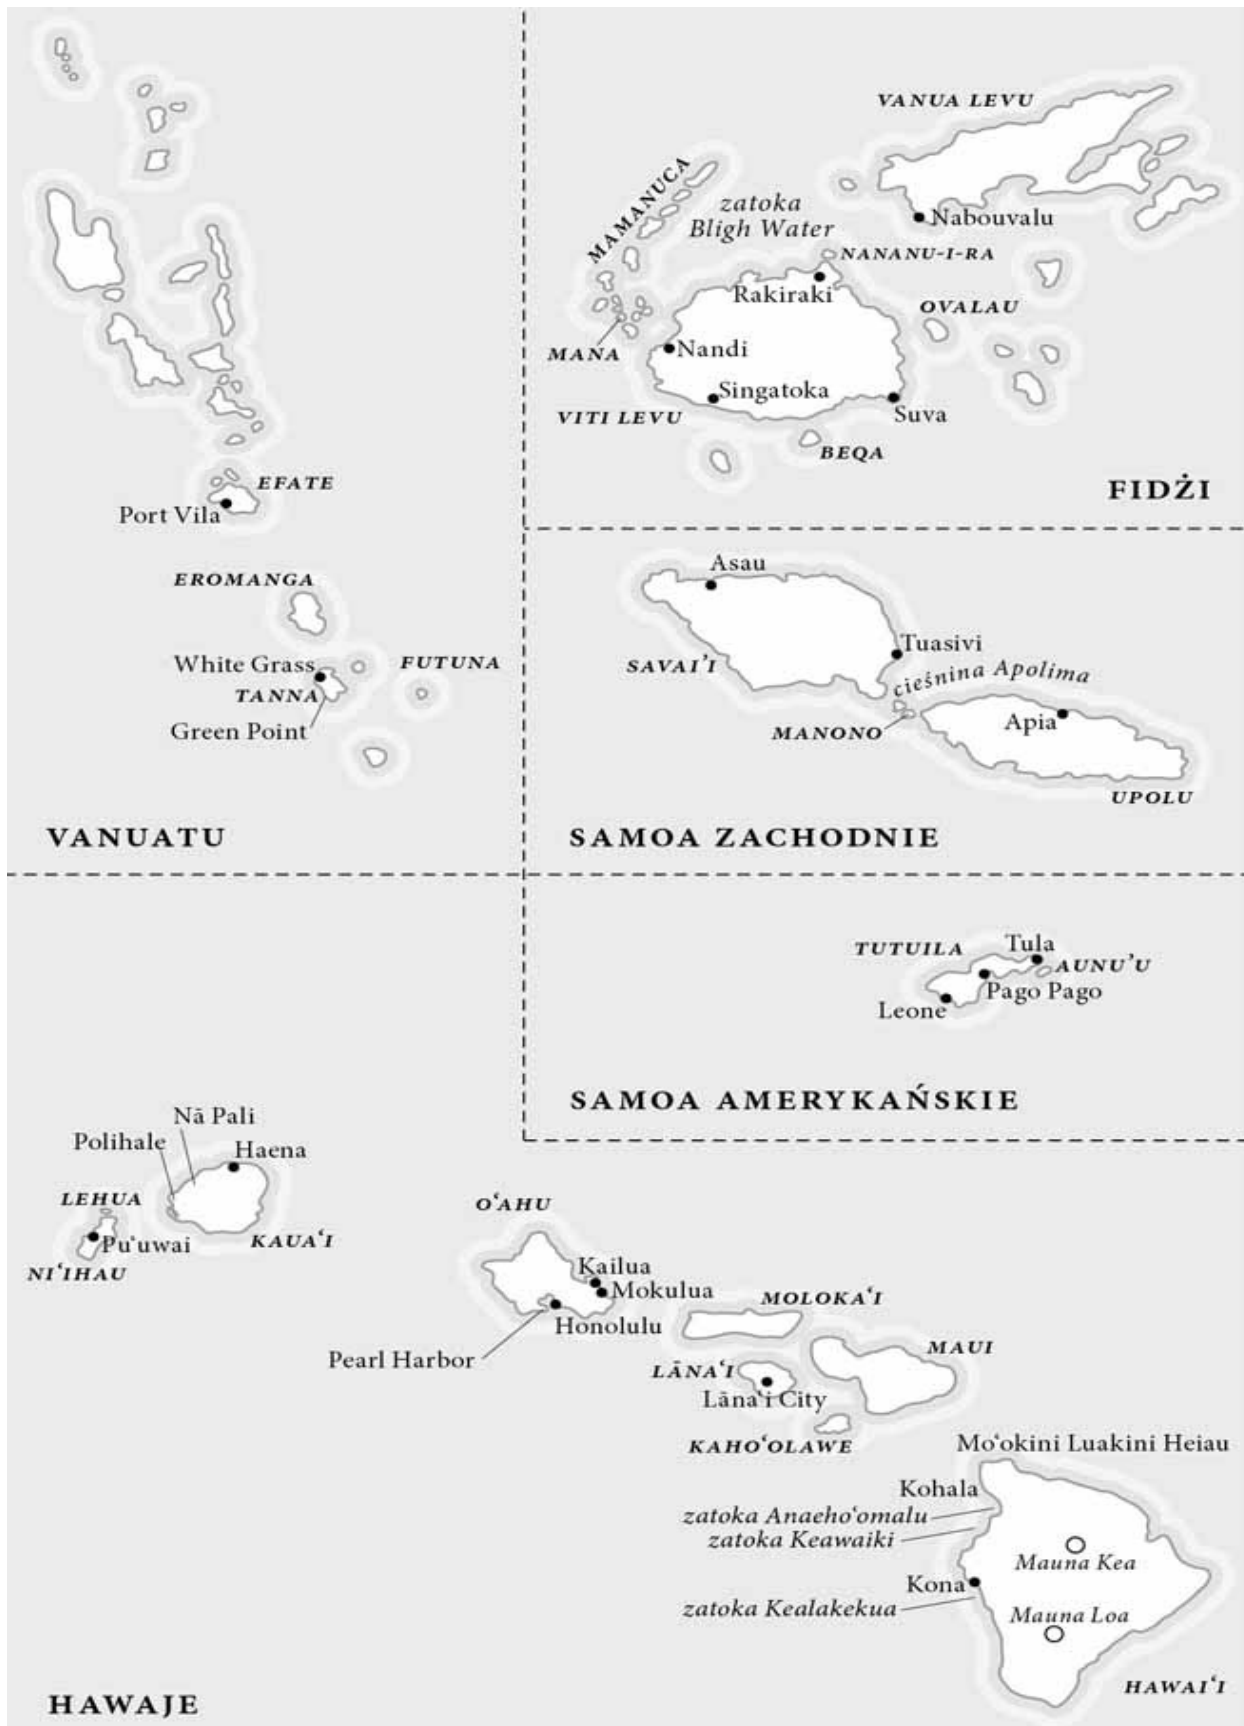 EFATE
Port Vila
EROMANGA
White Grass
TANNA
Green Point
FUTUNA
VANUATU
VANUA LEVU
Nabouvalu
MAMANUCA
zatoka
Bligh Water
NANANU-I-RA
Rakiraki
OVALAU
MANA
Nandi
Singatoka
VITI LEVU
Suva
BEQA
FIDŻI
Asau
Tuasivi
SAVAI’I
cieśnina Apolima
MANONO
Apia
UPOLU
SAMOA ZACHODNIE
TUTUILA
Tula
AUNU’U
Pago Pago
Leone
SAMOA AMERYKAŃSKIE
Nā Pali
Polihale
Haena
LEHUA
Pu‘uwai
KAUA‘I
NI‘IHAU
O‘AHU
Kailua
Mokulua
Honolulu
Pearl Harbor
MOLOKA‘I
MAUI
LĀNA‘I
Lāna‘i City
KAHO‘OLAWE
Mo‘okini Luakini Heiau
Kohala
zatoka Anaeho‘omalu
zatoka Keawaiki
Mauna Kea
Kona
zatoka Kealakekua
Mauna Loa
HAWAI‘I
HAWAJE